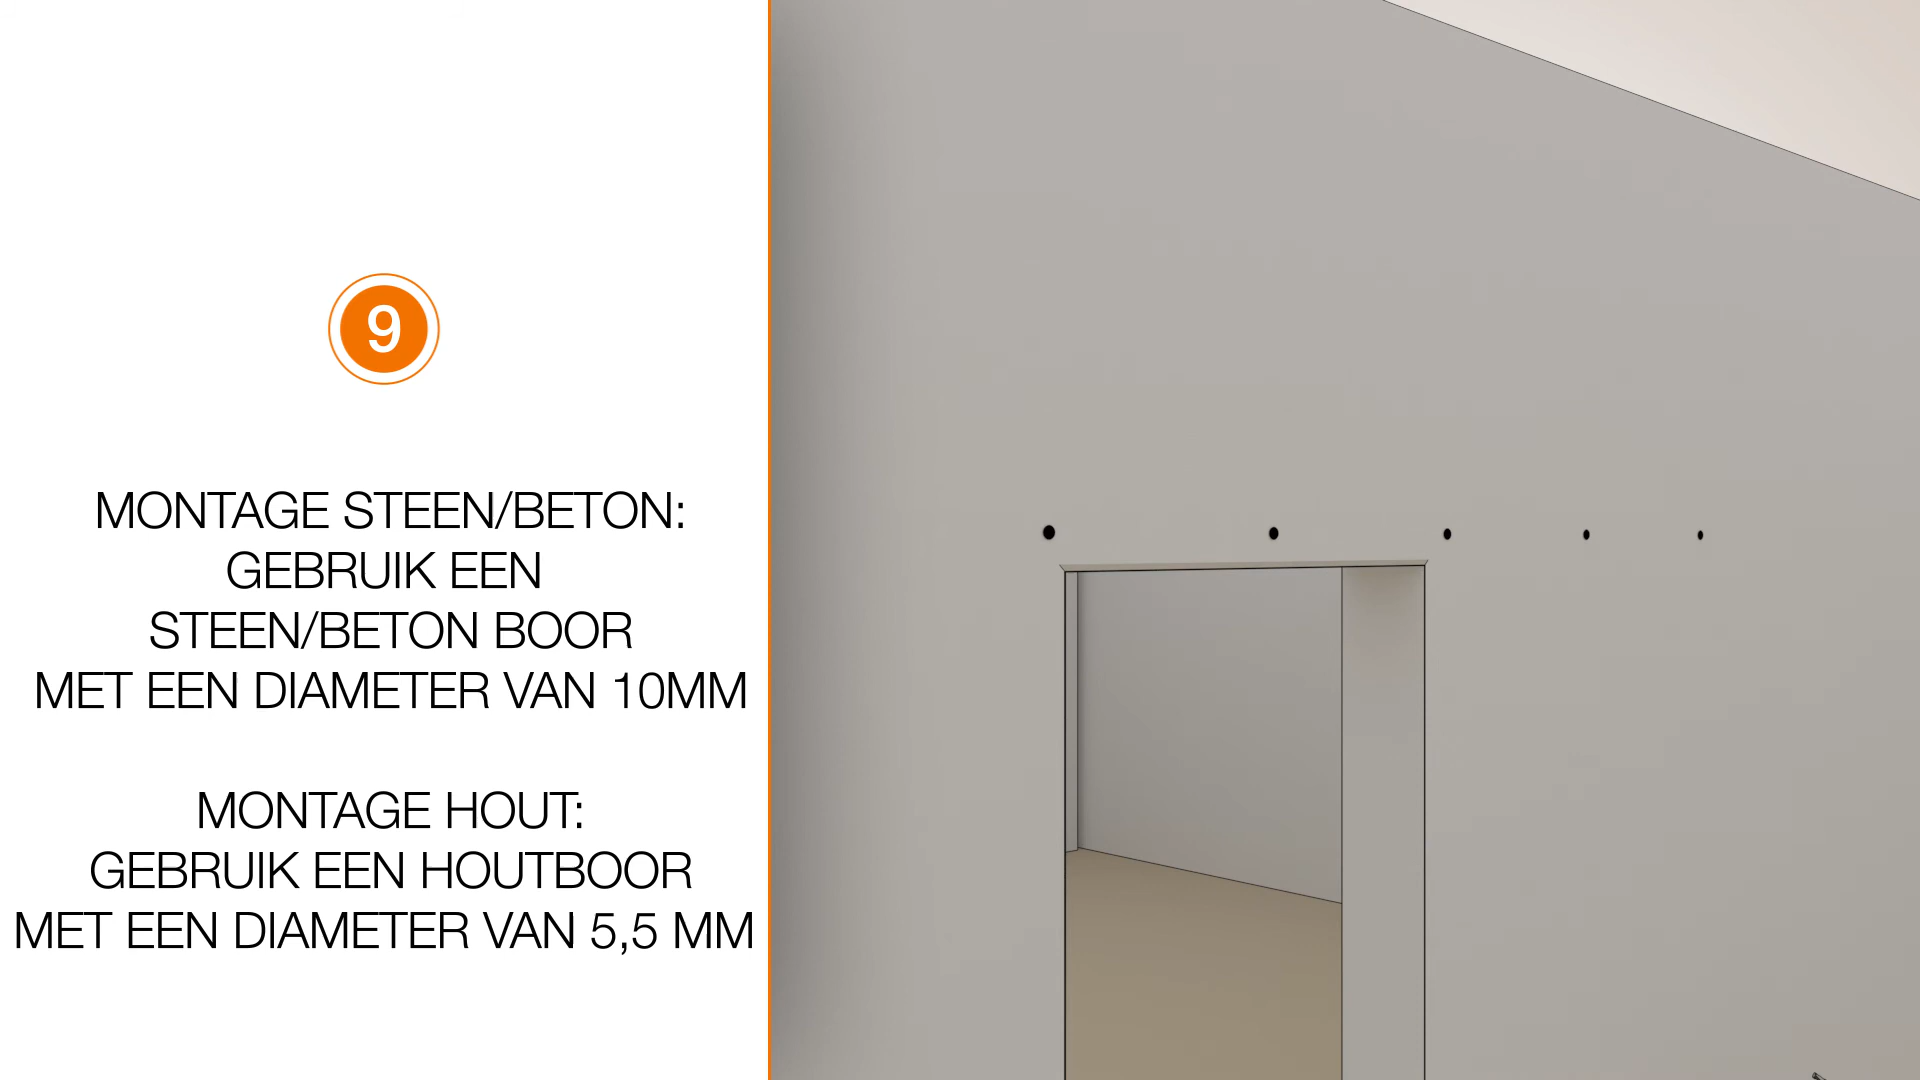 9
MONTAGE STEEN/BETON:
GEBRUIK EEN
STEEN/BETON BOOR
MET EEN DIAMETER VAN 10MM
MONTAGE HOUT:
GEBRUIK EEN HOUTBOOR
MET EEN DIAMETER VAN 5,5 MM